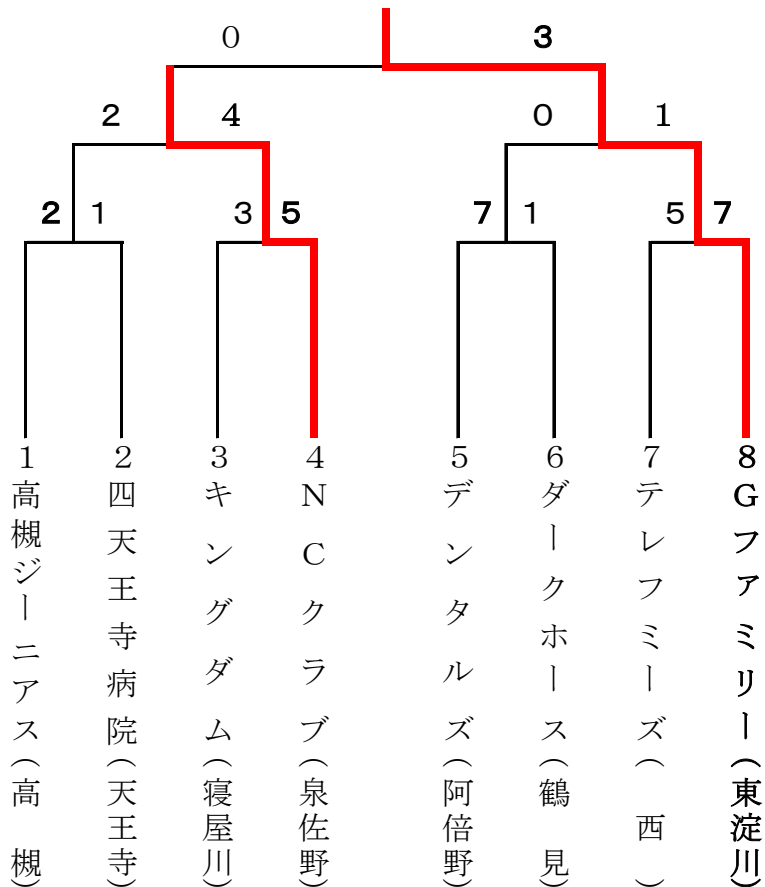 0 3
2 4 0 1
2 1 3 5 7 1 5 7
1 2 3 4 5 6 7 8
高槻ジーニアス(高槻)
四天王寺病院(天王寺)
キングダム(寝屋川)
NCクラブ(泉佐野)
デンタルズ(阿倍野)
ダークホース(鶴見)
テレフミーズ(西)
Gファミリー(東淀川)